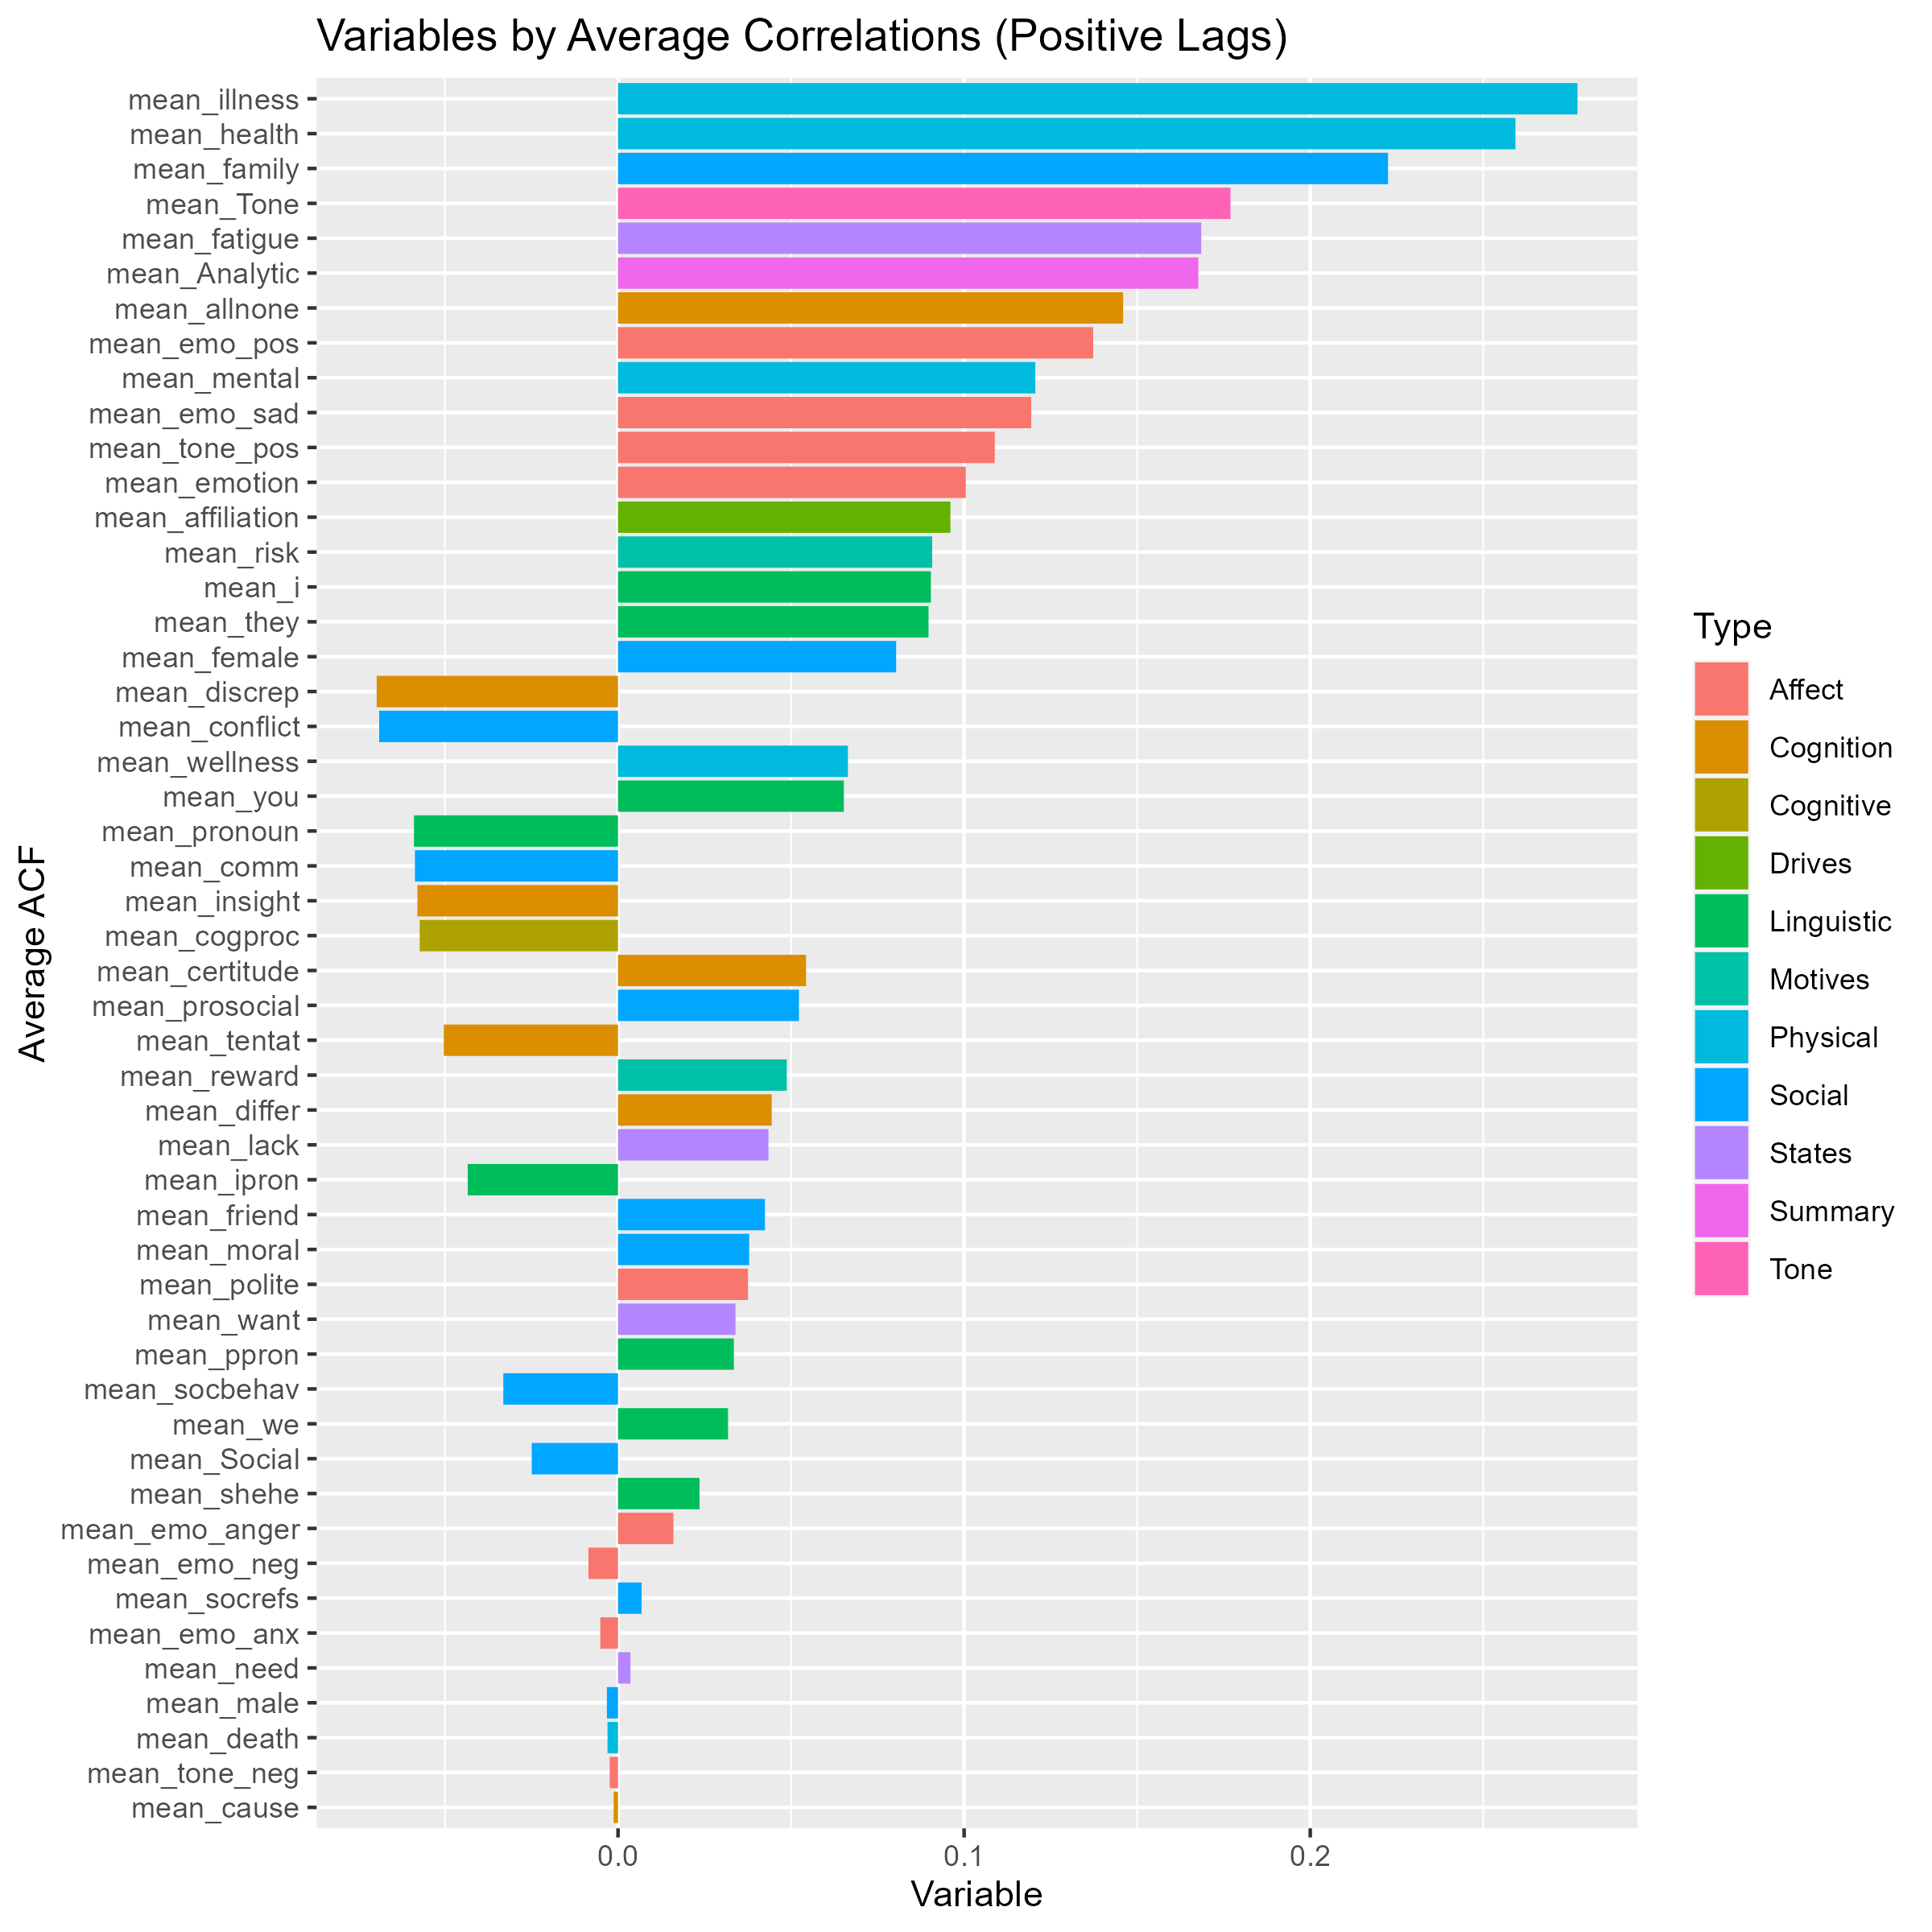 Variables by Average Correlations (Positive Lags)
mean_illness
mean_health
mean_family
mean_Tone
mean_fatigue
mean_Analytic
mean_allnone
mean_emo_pos
mean_mental
mean_emo_sad
mean_tone_pos
mean_emotion
mean_affiliation
mean_risk
mean_i
mean_they
mean_female
mean_discrep
mean_conflict
mean_wellness
mean_you
mean_pronoun
mean_comm
mean_insight
mean_cogproc
mean_certitude
mean_prosocial
mean_tentat
mean_reward
mean_differ
mean_lack
mean_ipron
mean_friend
mean_moral
mean_polite
mean_want
mean_ppron
mean_socbehav
mean_we
mean_Social
mean_shehe
mean_emo_anger
mean_emo_neg
mean_socrefs
mean_emo_anx
mean_need
mean_male
mean_death
mean_tone_neg
mean_cause
Average ACF
0.0 0.1 0.2
Variable
Type
Affect
Cognition
Cognitive
Drives
Linguistic
Motives
Physical
Social
States
Summary
Tone